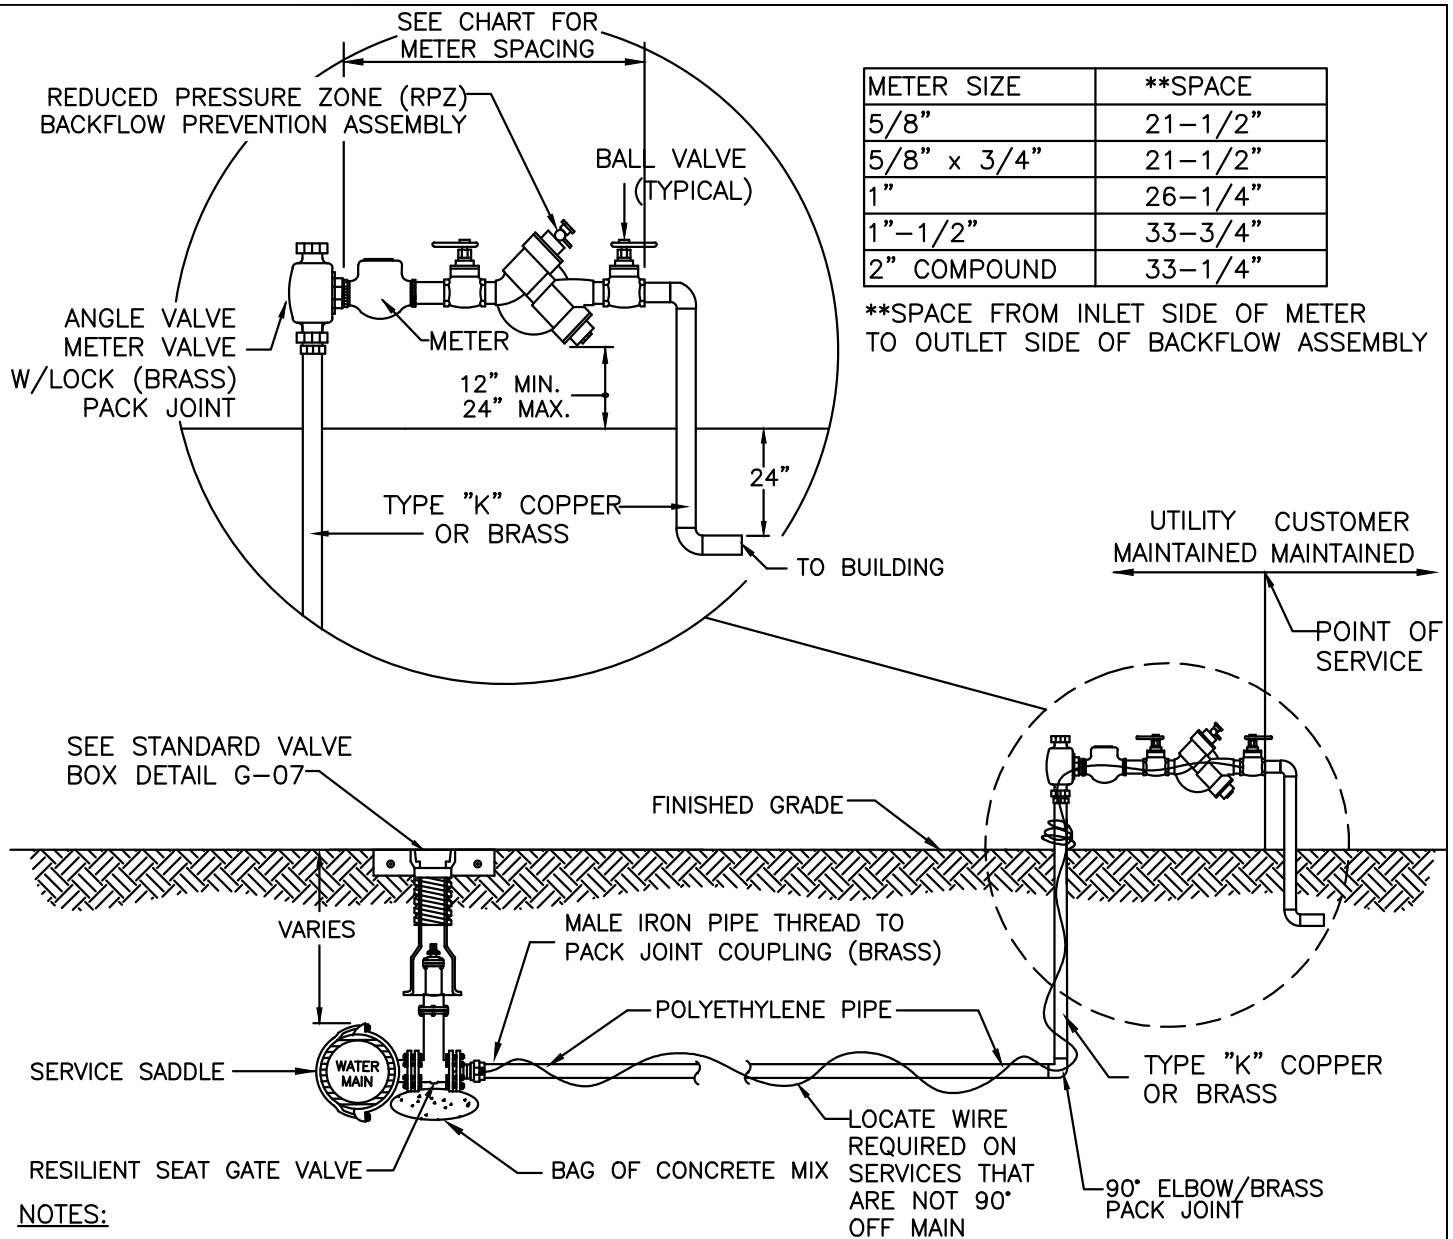 SEE CHART FOR
METER SPACING
REDUCED PRESSURE ZONE (RPZ)
BACKFLOW PREVENTION ASSEMBLY
BALL VALVE
(TYPICAL)
ANGLE VALVE
METER VALVE
W/LOCK (BRASS)
PACK JOINT
METER
12" MIN.
24" MAX.
24"
TYPE "K" COPPER
OR BRASS
TO BUILDING
METER SIZE **SPACE
5/8" 21-1/2"
5/8" x 3/4" 21-1/2"
1" 26-1/4"
1"-1/2" 33-3/4"
2" COMPOUND 33-1/4"
**SPACE FROM INLET SIDE OF METER
TO OUTLET SIDE OF BACKFLOW ASSEMBLY
UTILITY
MAINTAINED
CUSTOMER
MAINTAINED
POINT OF
SERVICE
SEE STANDARD VALVE
BOX DETAIL G-07
FINISHED GRADE
VARIES
MALE IRON PIPE THREAD TO
PACK JOINT COUPLING (BRASS)
POLYETHYLENE PIPE
SERVICE SADDLE
WATER
MAIN
TYPE "K" COPPER
OR BRASS
RESILIENT SEAT GATE VALVE
BAG OF CONCRETE MIX
LOCATE WIRE
REQUIRED ON
SERVICES THAT
ARE NOT 90°
OFF MAIN
90° ELBOW/BRASS
PACK JOINT
NOTES: